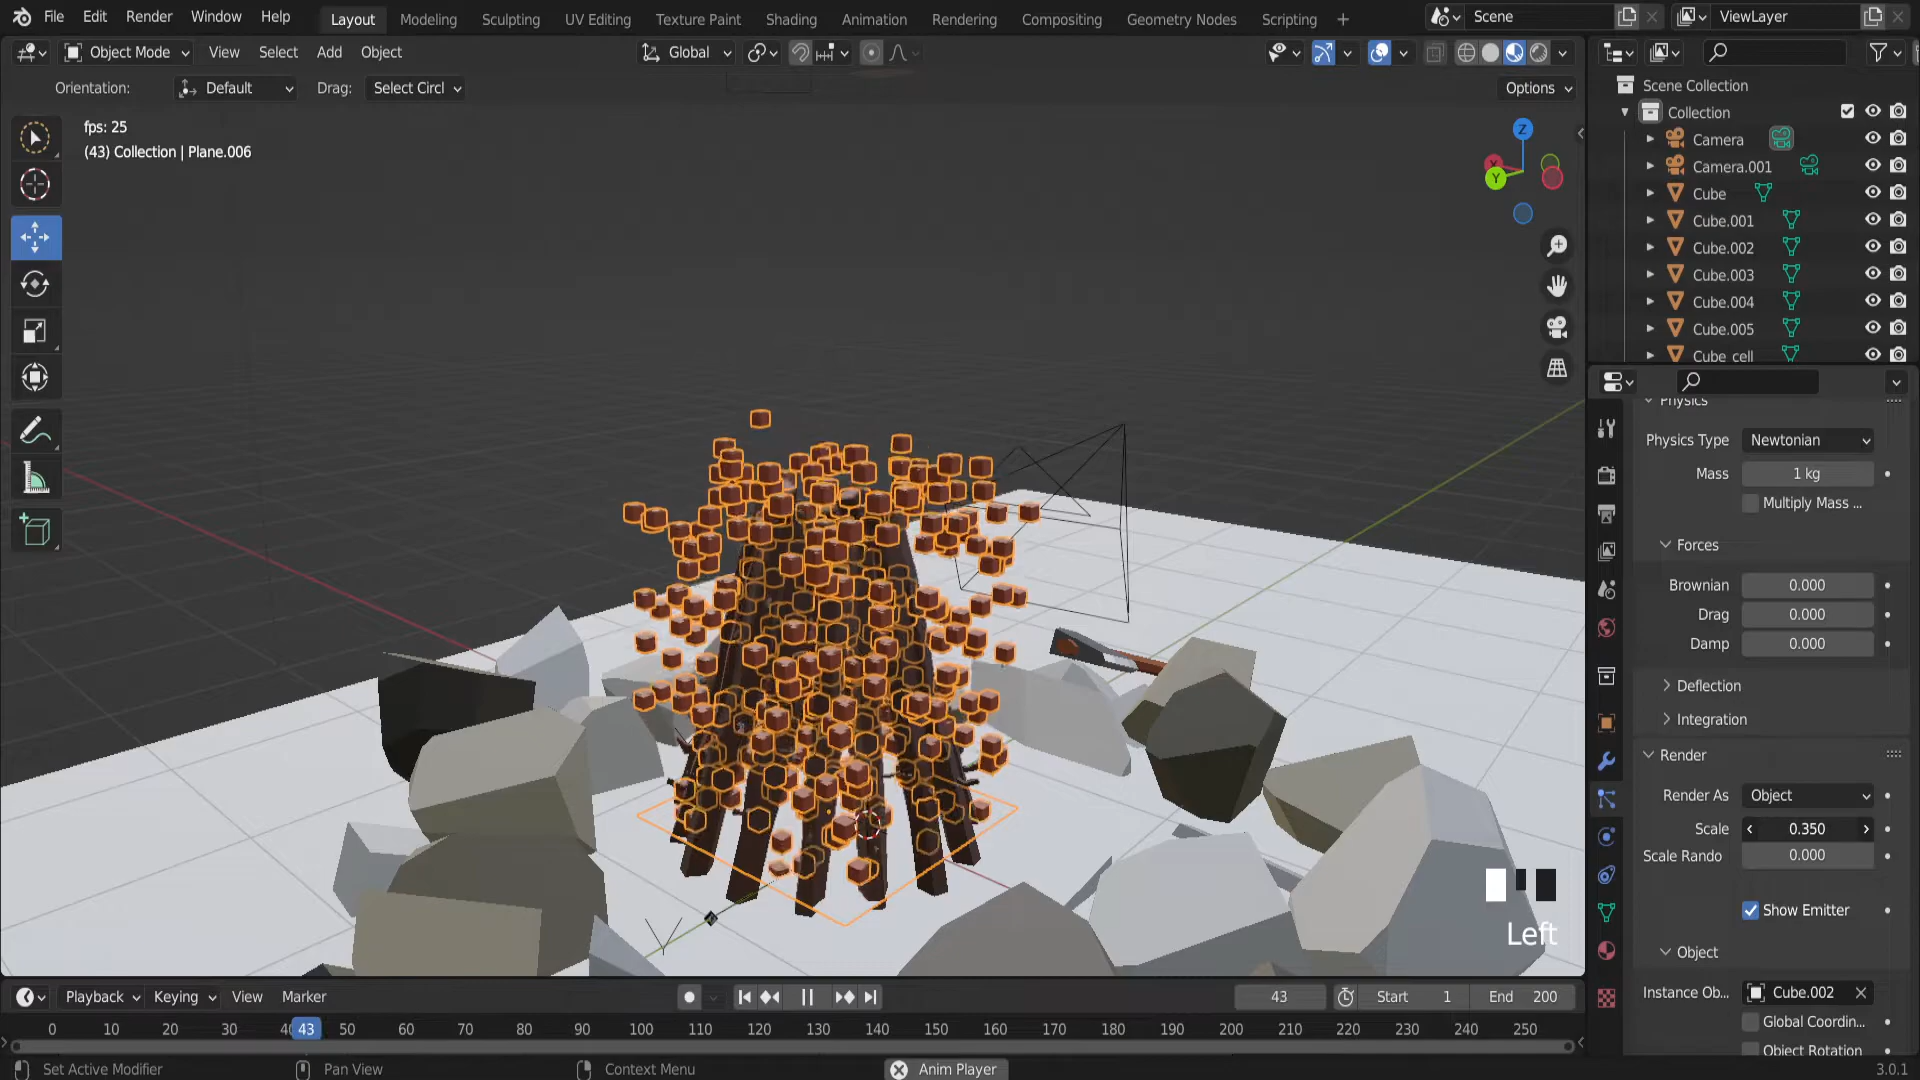 File Edit Render Window Help Layout Modeling Sculpting UV Editing Texture Paint Shading Animation Rendering Compositing Geometry Nodes Scripting Scene ViewLayer
Object Mode View Select Add Object Global
Orientation: Default Drag: Select Circl Options
fps: 25
(43) Collection | Plane.006
Z
X
Y
Left
Scene Collection
Collection
Camera
Camera.001
Cube
Cube.001
Cube.002
Cube.003
Cube.004
Cube.005
Cube cell
Physics
Physics Type Newtonian
Mass 1 kg
Multiply Mass ...
Forces
Brownian 0.000
Drag 0.000
Damp 0.000
Deflection
Integration
Render
Render As Object
Scale 0.350
Scale Rando 0.000
Show Emitter
Object
Instance Ob... Cube.002
Global Coordin...
Object Rotation
Playback Keying View Marker 43 Start 1 End 200
0 10 20 30 40 43 50 60 70 80 90 100 110 120 130 140 150 160 170 180 190 200 210 220 230 240 250
Set Active Modifier Pan View Context Menu Anim Player 3.0.1